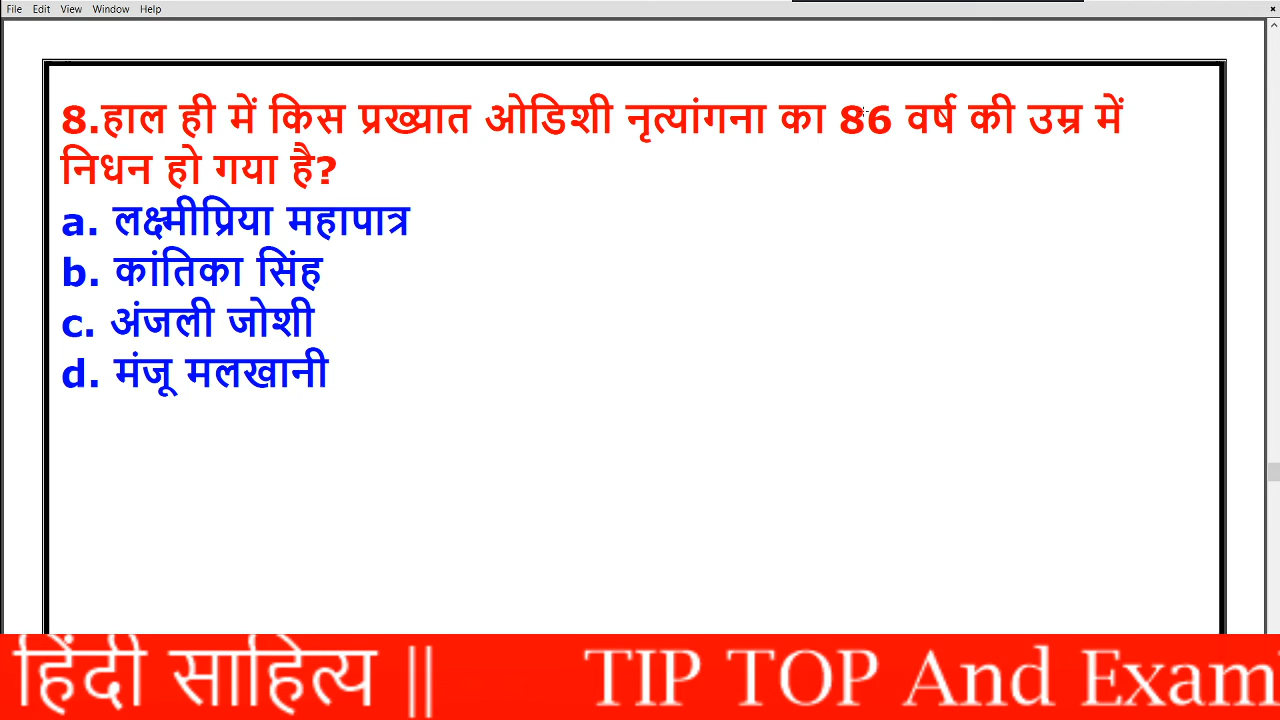 File Edit View Window Help
8.हाल ही में किस प्रख्यात ओडिशी नृत्यांगना का 86 वर्ष की उम्र में
निधन हो गया है?
a. लक्ष्मीप्रिया महापात्र
b. कांतिका सिंह
c. अंजली जोशी
d. मंजू मलखानी
हिंदी साहित्य || TIP TOP And Exam